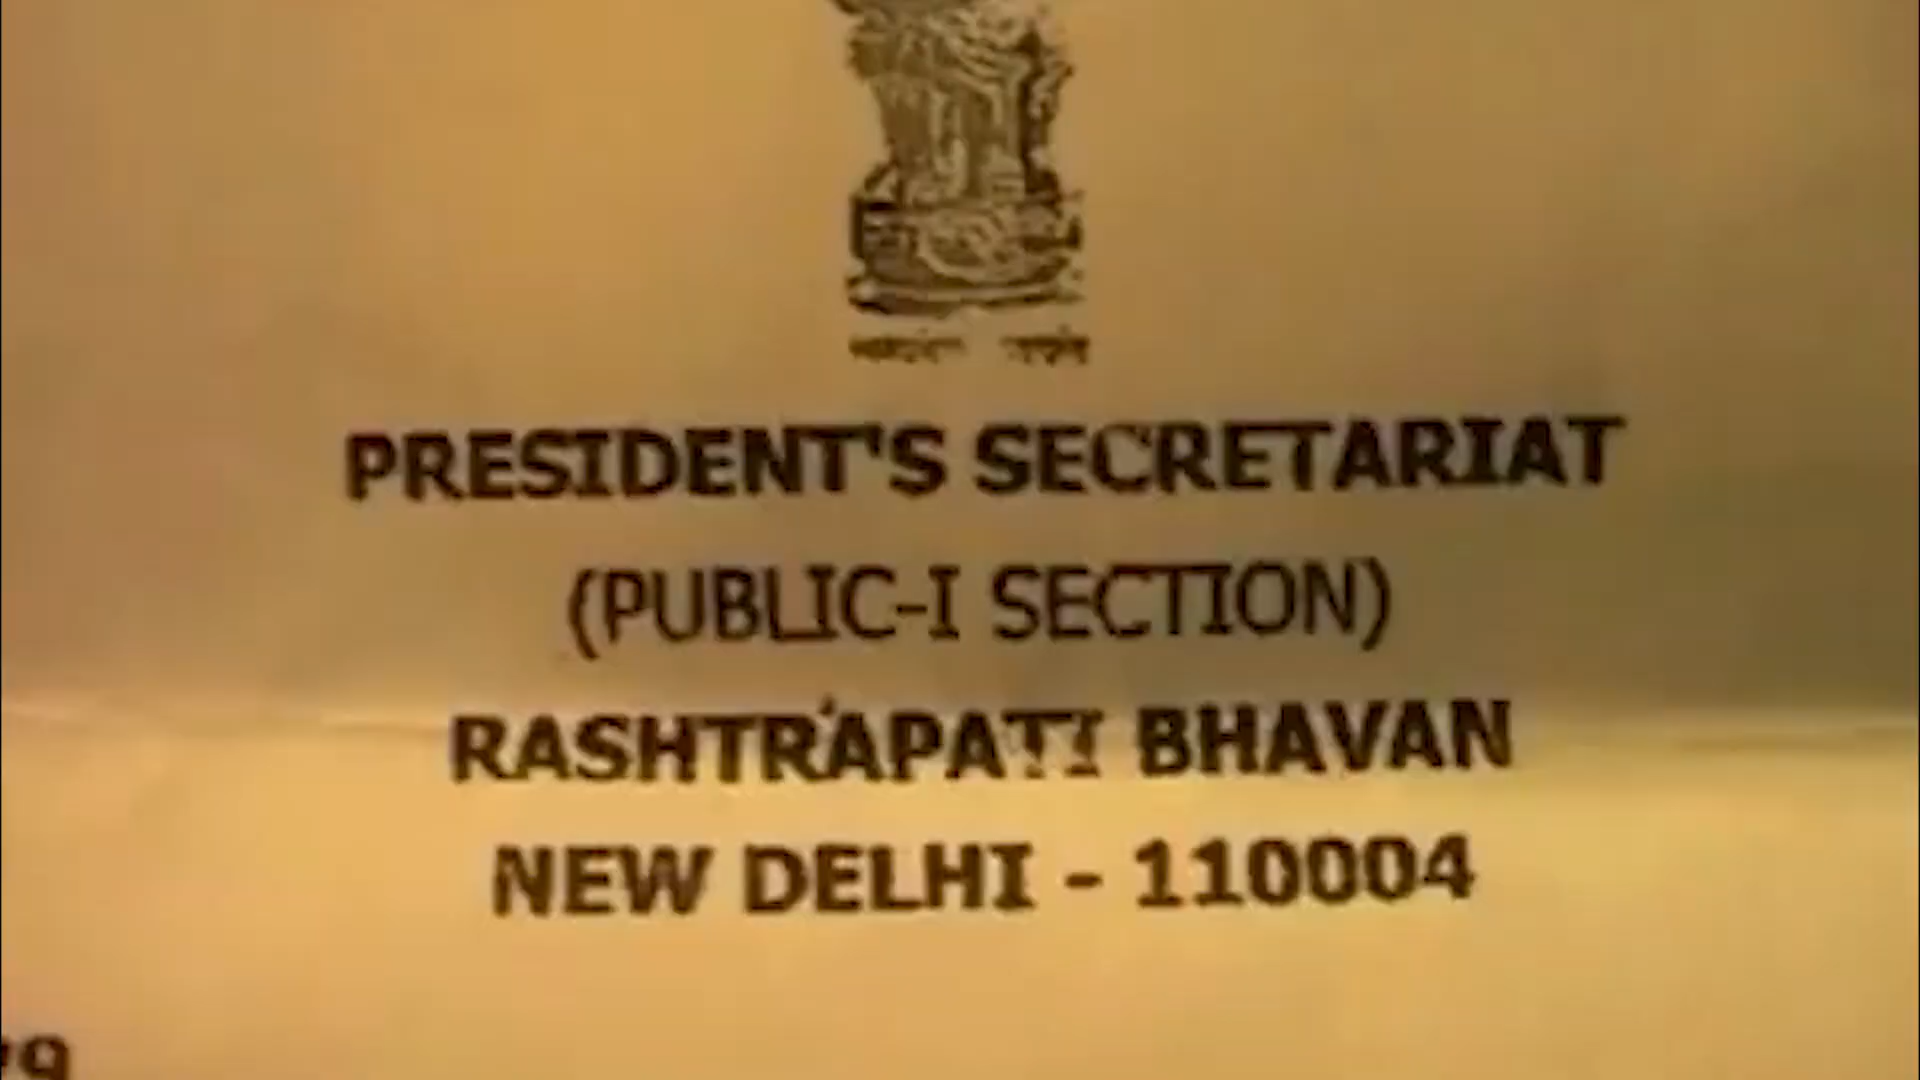 PRESIDENT'S SECRETARIAT
(PUBLIC-I SECTION)
RASHTRAPATI BHAVAN
NEW DELHI - 110004